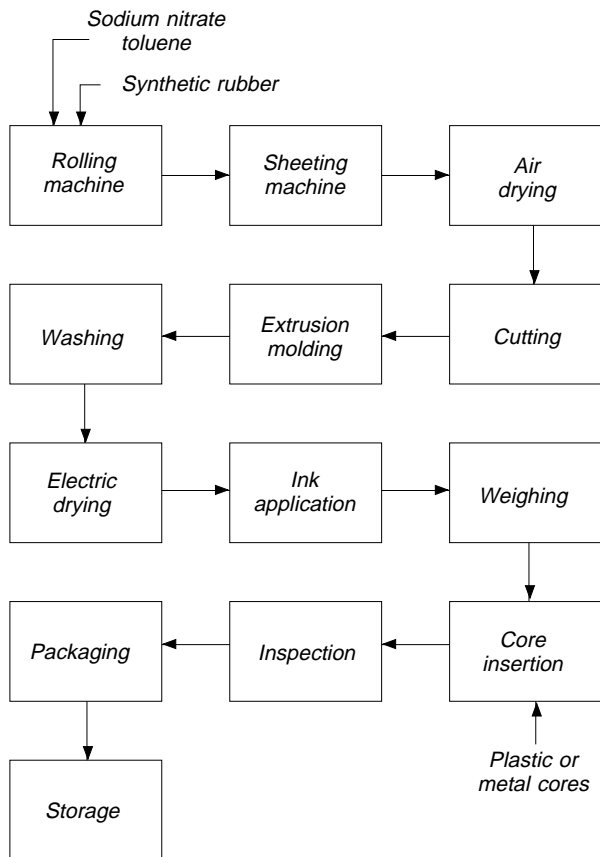 Sodium nitrate
toluene
Synthetic rubber
Rolling
machine
Sheeting
machine
Air
drying
Washing
Extrusion
molding
Cutting
Electric
drying
Ink
application
Weighing
Packaging
Inspection
Core
insertion
Plastic or
metal cores
Storage